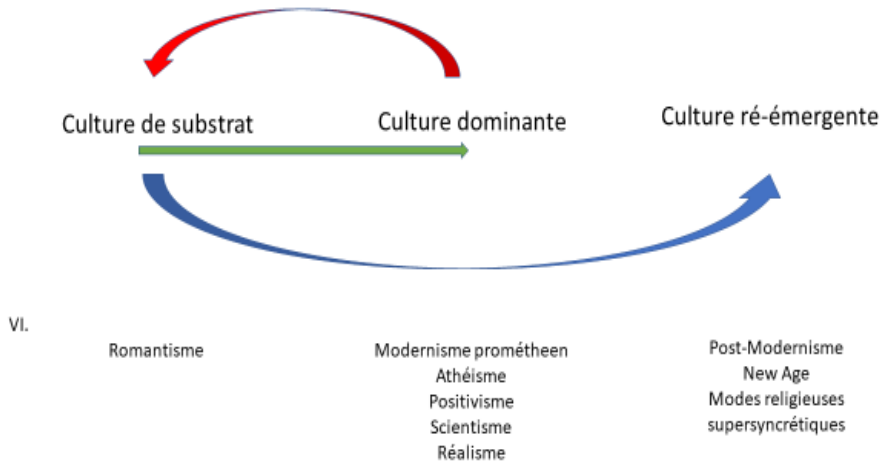 Culture de substrat
Culture dominante
Culture ré-émergente
VI.
Romantisme
Modernisme prométheen
Athéisme
Positivisme
Scientisme
Réalisme
Post-Modernisme
New Age
Modes religieuses
supersyncrétiques